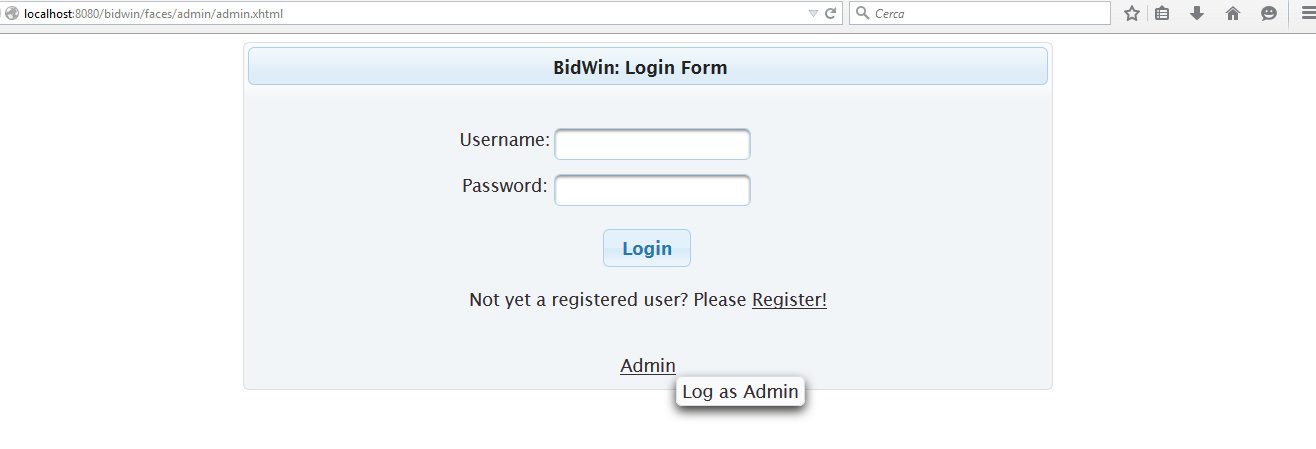 localhost:8080/bidwin/faces/admin/admin.xhtml
Cerca
BidWin: Login Form
Username:
Password:
Login
Not yet a registered user? Please Register!
Admin
Log as Admin